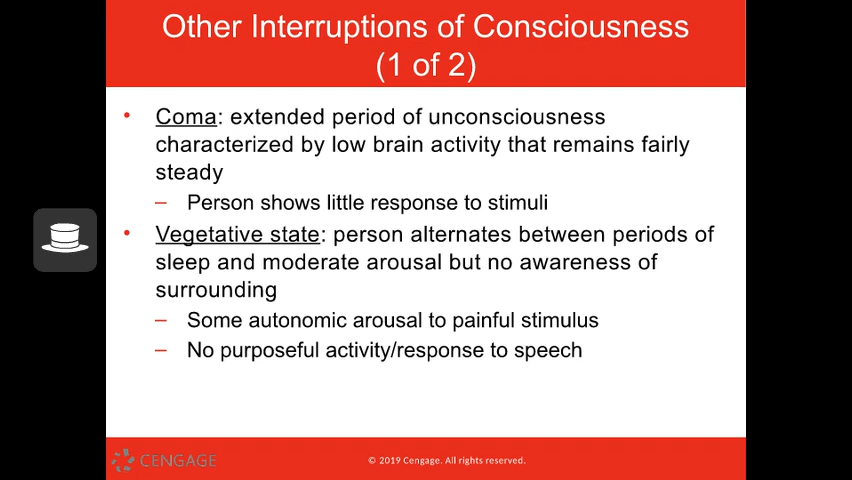 Other Interruptions of Consciousness
(1 of 2)
• Coma: extended period of unconsciousness
characterized by low brain activity that remains fairly
steady
– Person shows little response to stimuli
• Vegetative state: person alternates between periods of
sleep and moderate arousal but no awareness of
surrounding
– Some autonomic arousal to painful stimulus
– No purposeful activity/response to speech
CENGAGE
© 2019 Cengage. All rights reserved.